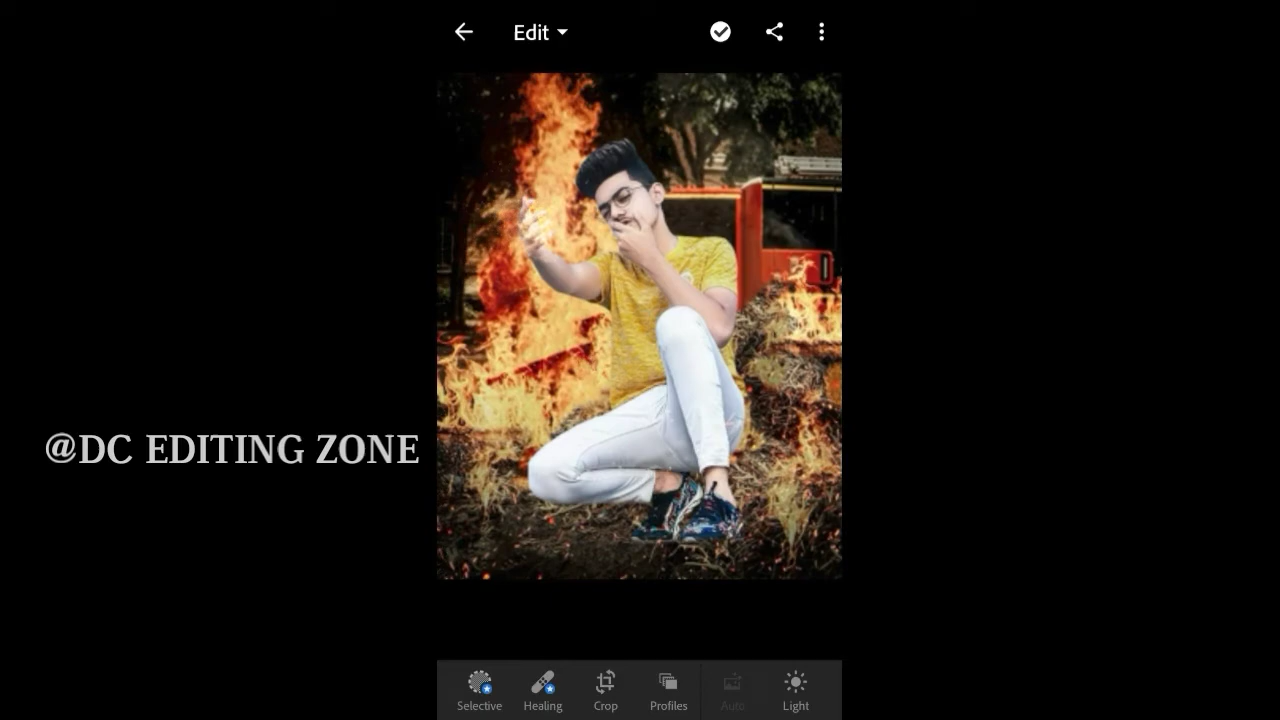 Edit
@DC EDITING ZONE
Selective
Healing
Crop
Profiles
Auto
Light